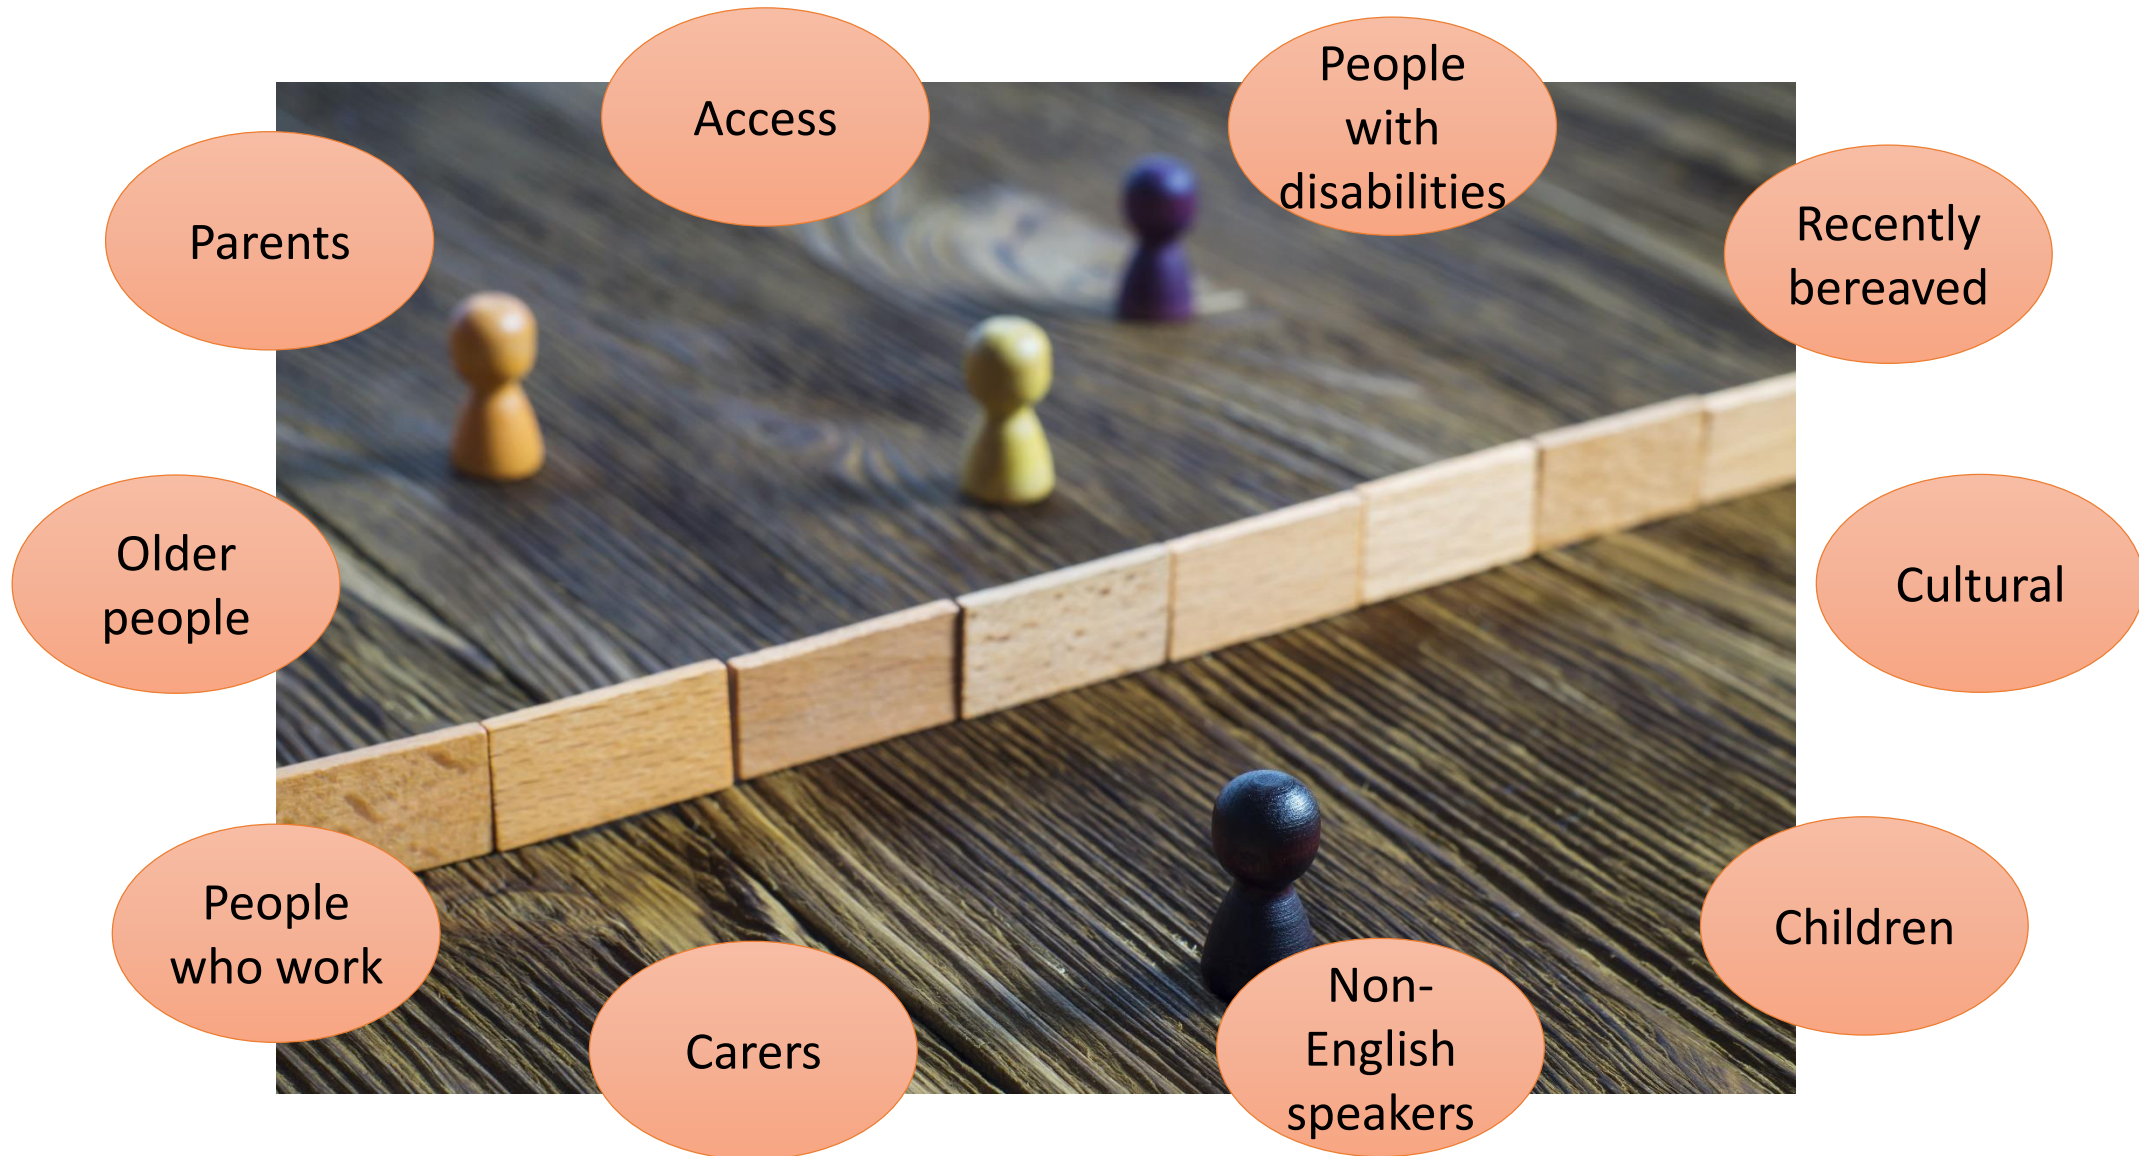 Access
People
with
disabilities
Parents
Recently
bereaved
Older
people
Cultural
People
who work
Children
Carers
Non-
English
speakers